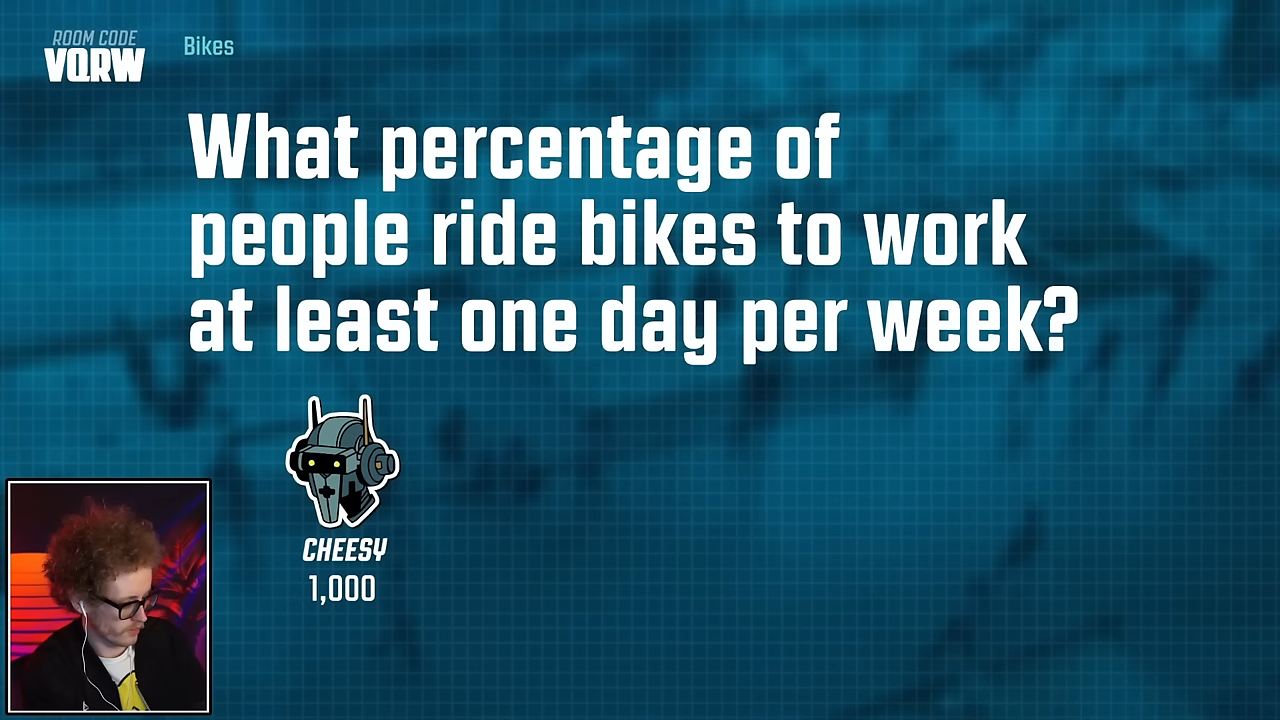 ROOM CODE
VQRW
Bikes
What percentage of
people ride bikes to work
at least one day per week?
CHEESY
1,000